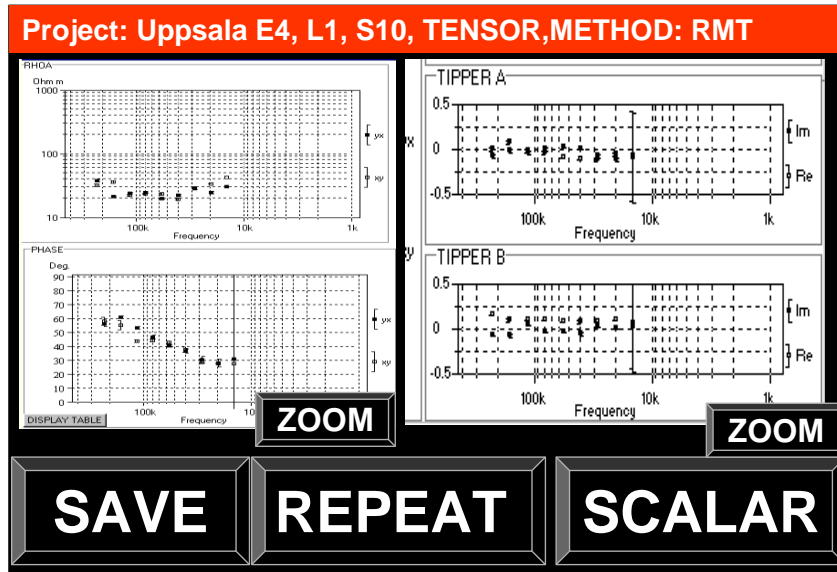 Project: Uppsala E4, L1, S10, TENSOR,METHOD: RMT
RHOA
Ohm m
1000
100
10
100k
10k
1k
Frequency
yx
xy
PHASE
Deg.
90
80
70
60
50
40
30
20
10
0
100k
10
Frequency
yx
xy
DISPLAY TABLE
ZOOM
TIPPER A
0.5
0
-0.5
100k
10k
1k
Frequency
Im
Re
TIPPER B
0.5
0
-0.5
100k
10k
1k
Frequency
Im
Re
ZOOM
SAVE
REPEAT
SCALAR